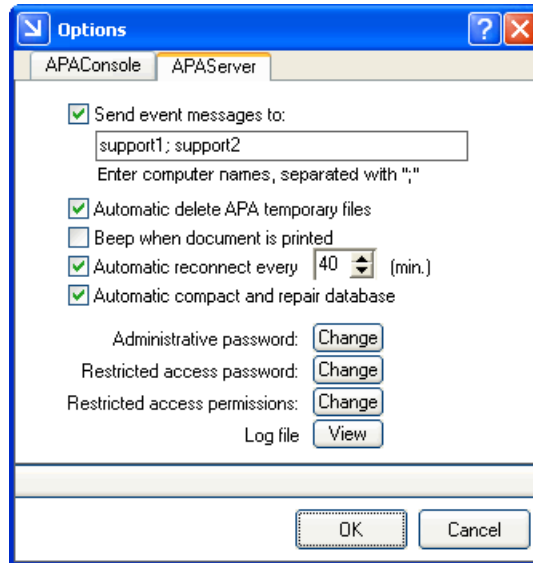 Options
APAConsole APAServer
Send event messages to:
support1; support2
Enter computer names, separated with ";"
Automatic delete APA temporary files
Beep when document is printed
Automatic reconnect every 40 (min.)
Automatic compact and repair database
Administrative password: Change
Restricted access password: Change
Restricted access permissions: Change
Log file View
OK Cancel